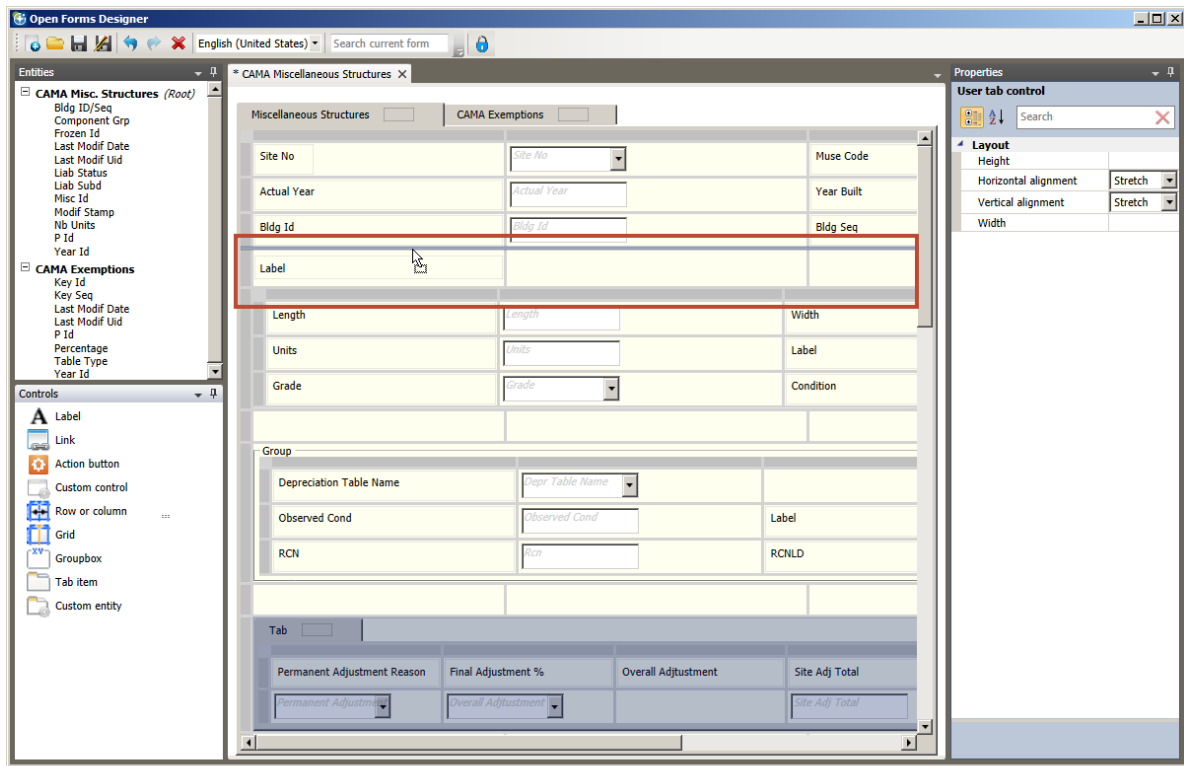 Open Forms Designer
English (United States) Search current form
Entities
CAMA Misc. Structures (Root)
Bldg ID/Seq
Component Grp
Frozen Id
Last Modif Date
Last Modif Uid
Liab Status
Liab Subd
Misc Id
Modif Stamp
Nb Units
P Id
Year Id
CAMA Exemptions
Key Id
Key Seq
Last Modif Date
Last Modif Uid
P Id
Percentage
Table Type
Year Id
Controls
A Label
Link
Action button
Custom control
Row or column
Grid
XY Groupbox
Tab item
Custom entity
* CAMA Miscellaneous Structures
Miscellaneous Structures CAMA Exemptions
Site No Site No Muse Code
Actual Year Actual Year Year Built
Bldg Id Bldg Id Bldg Seq
Label
Length Length Width
Units Units Label
Grade Grade Condition
Group
Depreciation Table Name Depr Table Name
Observed Cond Observed Cond Label
RCN Rcn RCNLD
Tab
Permanent Adjustment Reason Final Adjustment % Overall Adjtustment Site Adj Total
Permanent Adjustme Overall Adjtustment Site Adj Total
Properties
User tab control
Search
Layout
Height
Horizontal alignment Stretch
Vertical alignment Stretch
Width